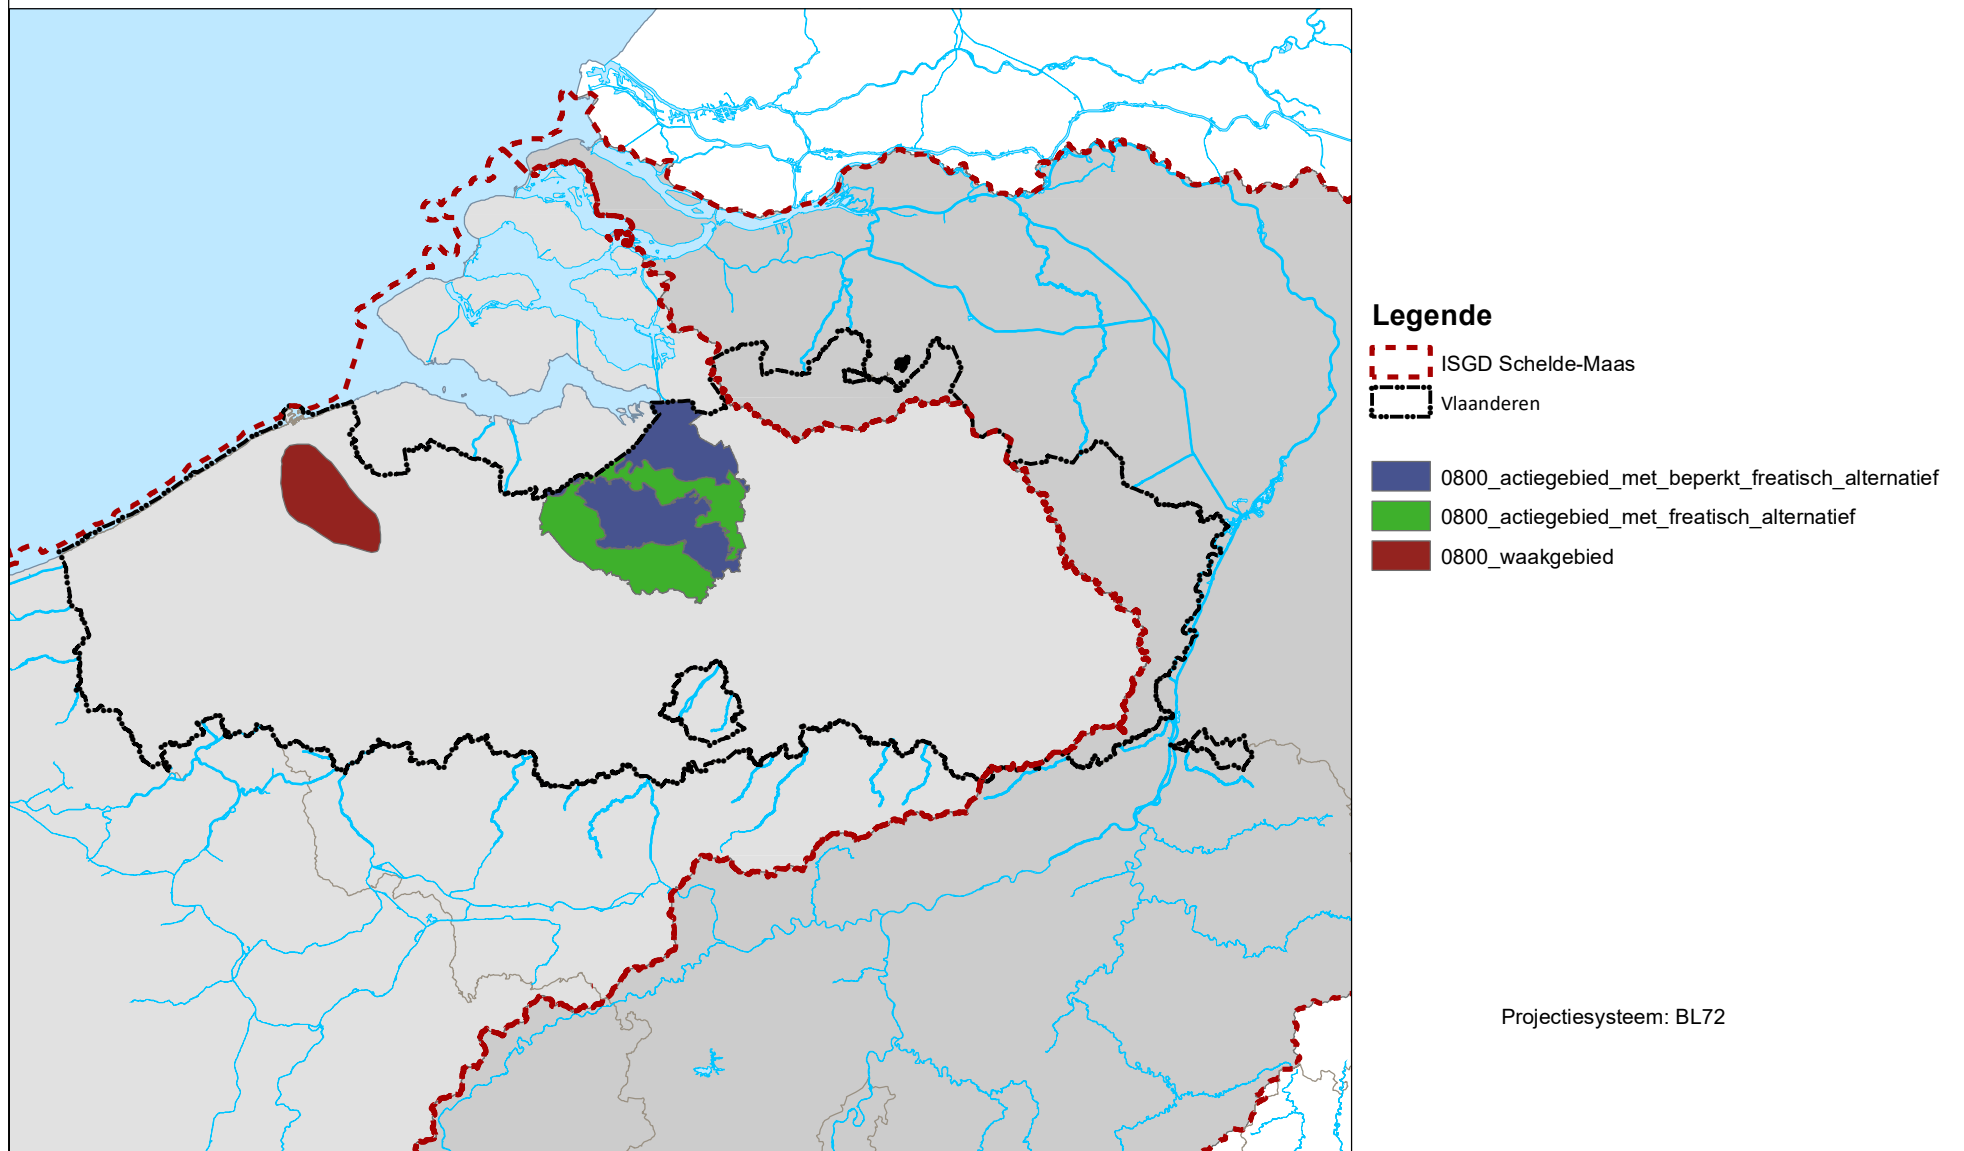 Legende
ISGD Schelde-Maas
Vlaanderen
0800_actiegebied_met_beperkt_freatisch_alternatief
0800_actiegebied_met_freatisch_alternatief
0800_waakgebied
Projectiesysteem: BL72